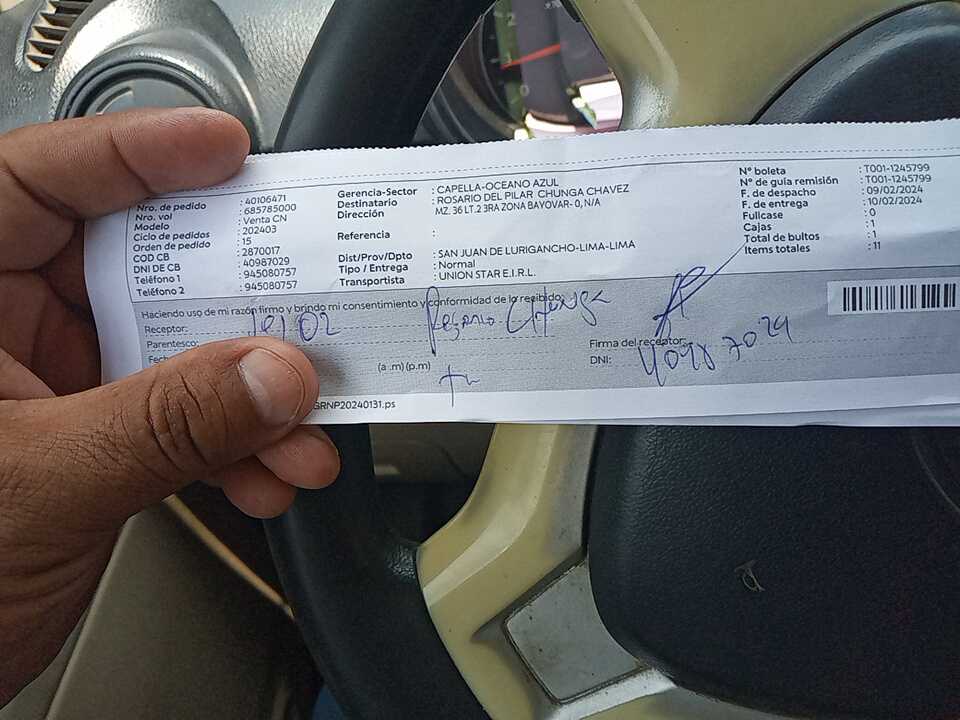 Nro. de pedido : 40106471
Nro. vol : 685785000
Modelo : Venta CN
Ciclo de pedidos : 202403
Orden de pedido : 15
COD CB : 2870017
DNI DE CB : 40987029
Teléfono 1 : 945080757
Teléfono 2 : 945080757
Gerencia-Sector : CAPELLA-OCEANO AZUL
Destinatario : ROSARIO DEL PILAR CHUNGA CHAVEZ
Dirección MZ. 36 LT.2 3RA ZONA BAYOVAR- 0, N/A
Referencia :
Dist/Prov/Dpto : SAN JUAN DE LURIGANCHO-LIMA-LIMA
Tipo / Entrega : Normal
Transportista : UNION STAR E.I.R.L.
N° boleta : T001-1245799
N° de guia remisión : T001-1245799
F. de despacho : 09/02/2024
F. de entrega : 10/02/2024
Fullcase : 0
Cajas : 1
Total de bultos : 1
Items totales : 11
Haciendo uso de mi razón firmo y brindo mi consentimiento y conformidad de lo recibido.
Receptor: 10/02 Rosario Chunga
Parentesco: Firma del receptor:
(a .m) (p.m) DNI: 40987029
GRNP20240131.ps